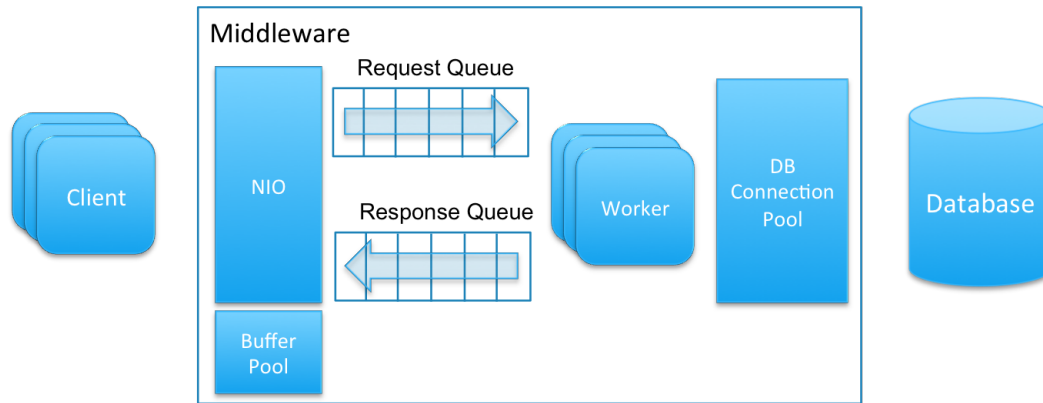 Middleware
Request Queue
Client
NIO
Response Queue
Worker
DB
Connection
Pool
Database
Buffer
Pool